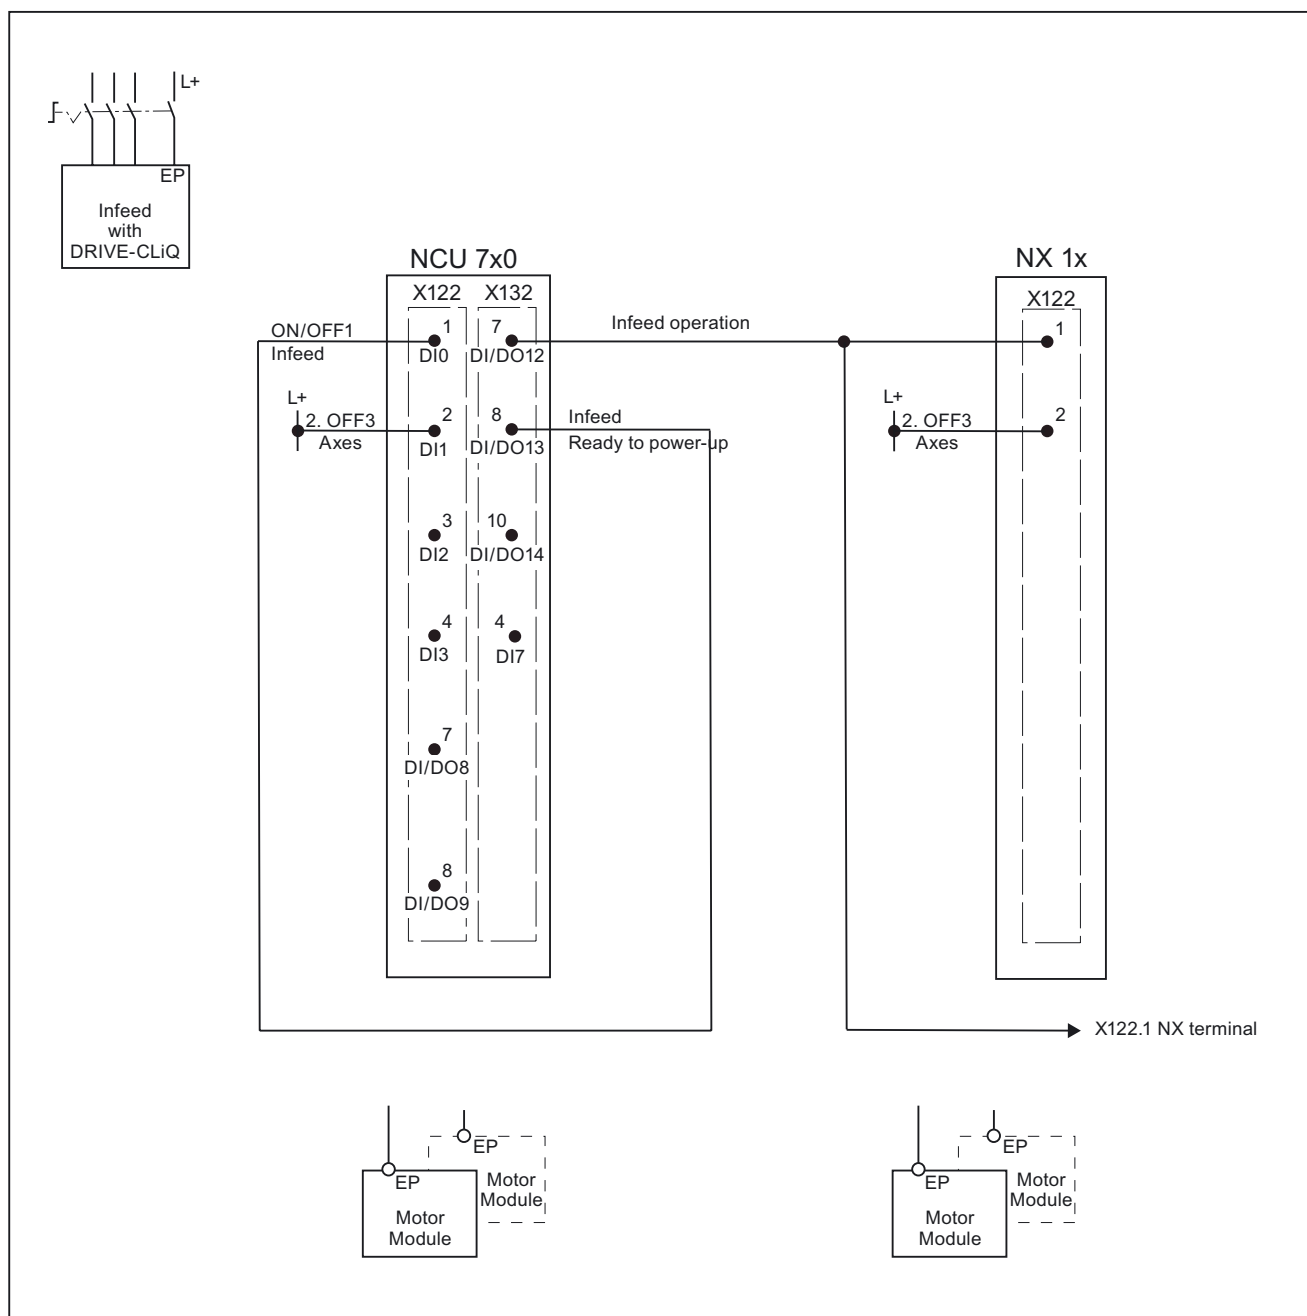 L+
EP
Infeed
with
DRIVE-CLiQ
NCU 7x0
NX 1x
X122
X132
X122
ON/OFF1
Infeed
1
DI0
7
DI/DO12
Infeed operation
1
L+
2. OFF3
Axes
2
DI1
8
DI/DO13
Infeed
Ready to power-up
L+
2. OFF3
Axes
2
3
DI2
10
DI/DO14
4
DI3
4
DI7
7
DI/DO8
8
DI/DO9
X122.1 NX terminal
EP
Motor
Module
EP
Motor
Module
EP
Motor
Module
EP
Motor
Module